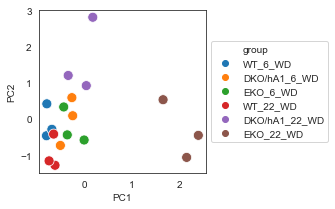 3
2
1
0
−1
PC2
0
1
2
PC1
group
WT_6_WD
DKO/hA1_6_WD
EKO_6_WD
WT_22_WD
DKO/hA1_22_WD
EKO_22_WD